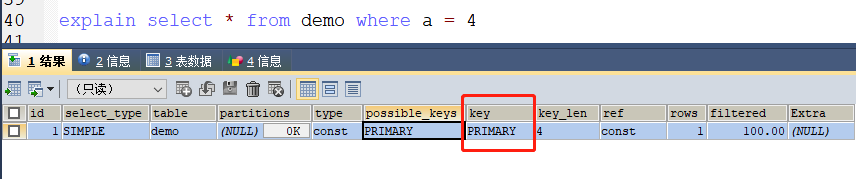 40 explain select * from demo where a = 4
41
1 结果 2 信息 3 表数据 4 信息
(只读)
id select_type table partitions type possible_keys key key_len ref rows filtered Extra
1 SIMPLE demo (NULL) 0K const PRIMARY PRIMARY 4 const 1 100.00 (NULL)